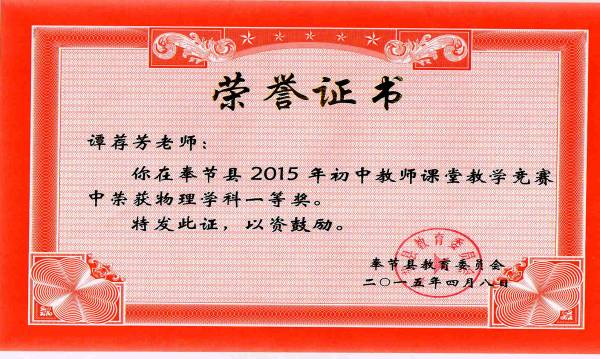 荣誉证书
谭荐芳老师：
你在奉节县2015年初中教师课堂教学竞赛
中荣获物理学科一等奖。
特发此证，以资鼓励。
奉节县教育委员会
二〇一五年四月八日